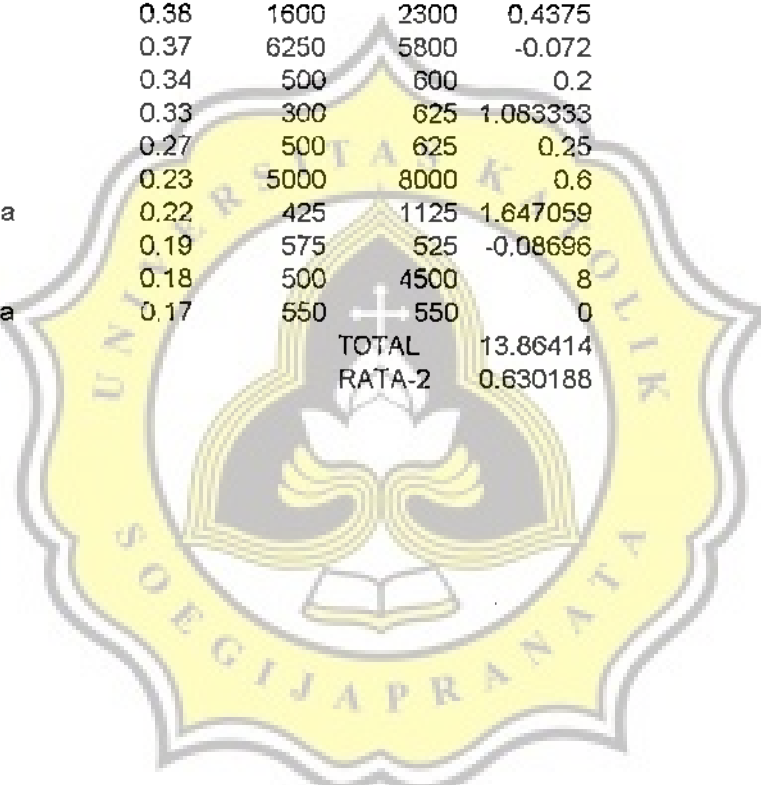 0.38 1600 2300 0.4375
0.37 6250 5800 -0.072
0.34 500 600 0.2
0.33 300 625 1.083333
0.27 500 625 0.25
0.23 5000 8000 0.6
a 0.22 425 1125 1.647059
0.19 575 525 -0.08696
0.18 500 4500 8
a 0.17 550 550 0
TOTAL 13.86414
RATA-2 0.630188
UNIVERSITAS KATOLIK
SOEGIJAPRANATA